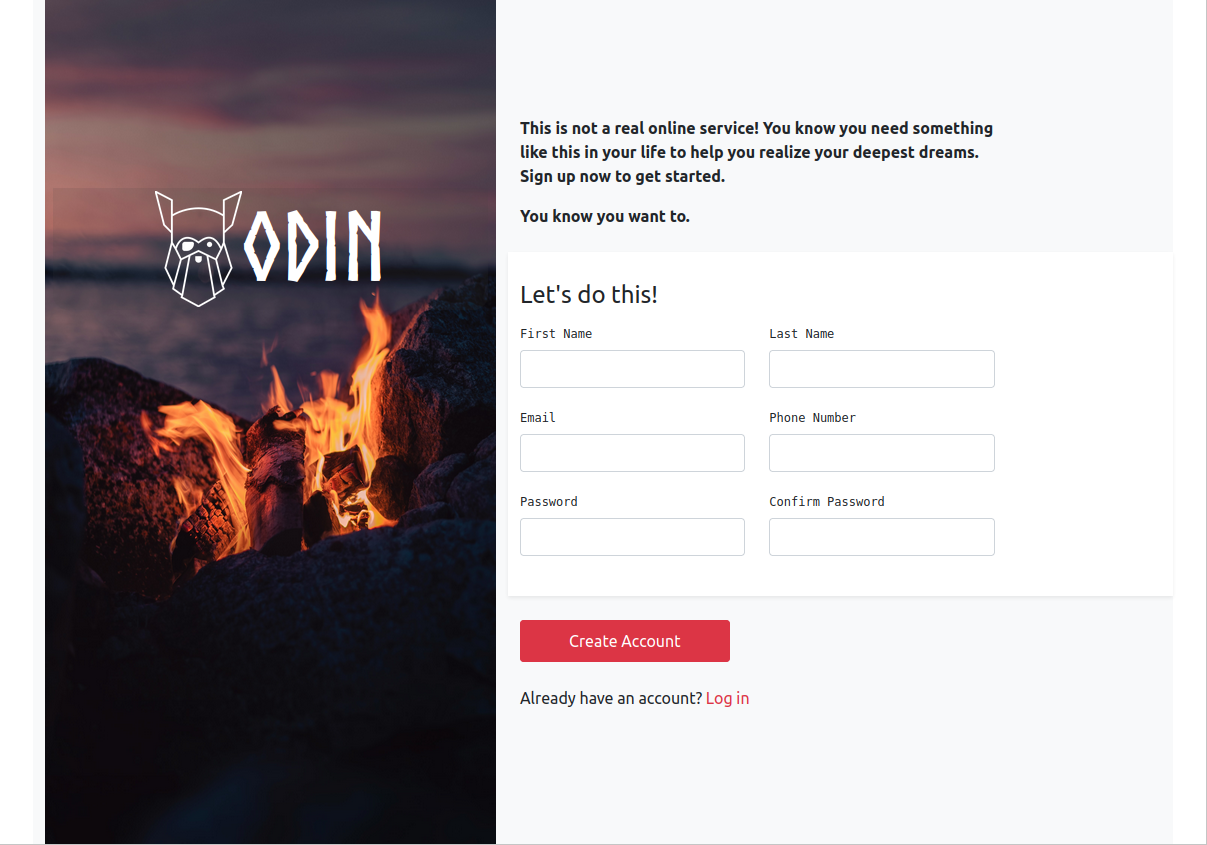 ODIN
This is not a real online service! You know you need something
like this in your life to help you realize your deepest dreams.
Sign up now to get started.
You know you want to.
Let's do this!
First Name
Last Name
Email
Phone Number
Password
Confirm Password
Create Account
Already have an account? Log in